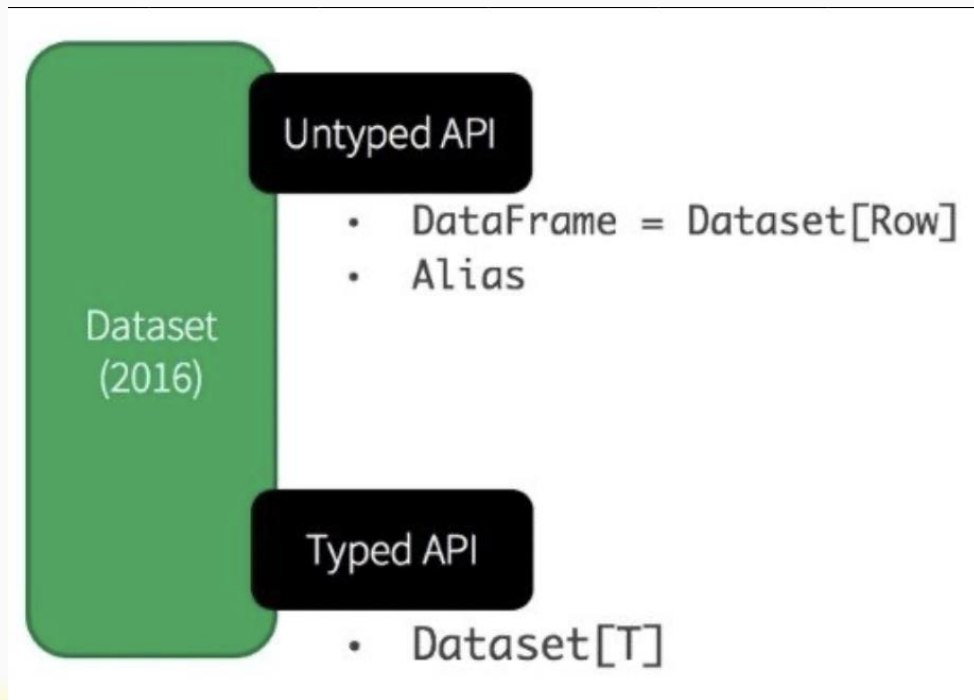 Untyped API
• DataFrame = Dataset[Row]
• Alias
Dataset
(2016)
Typed API
• Dataset[T]